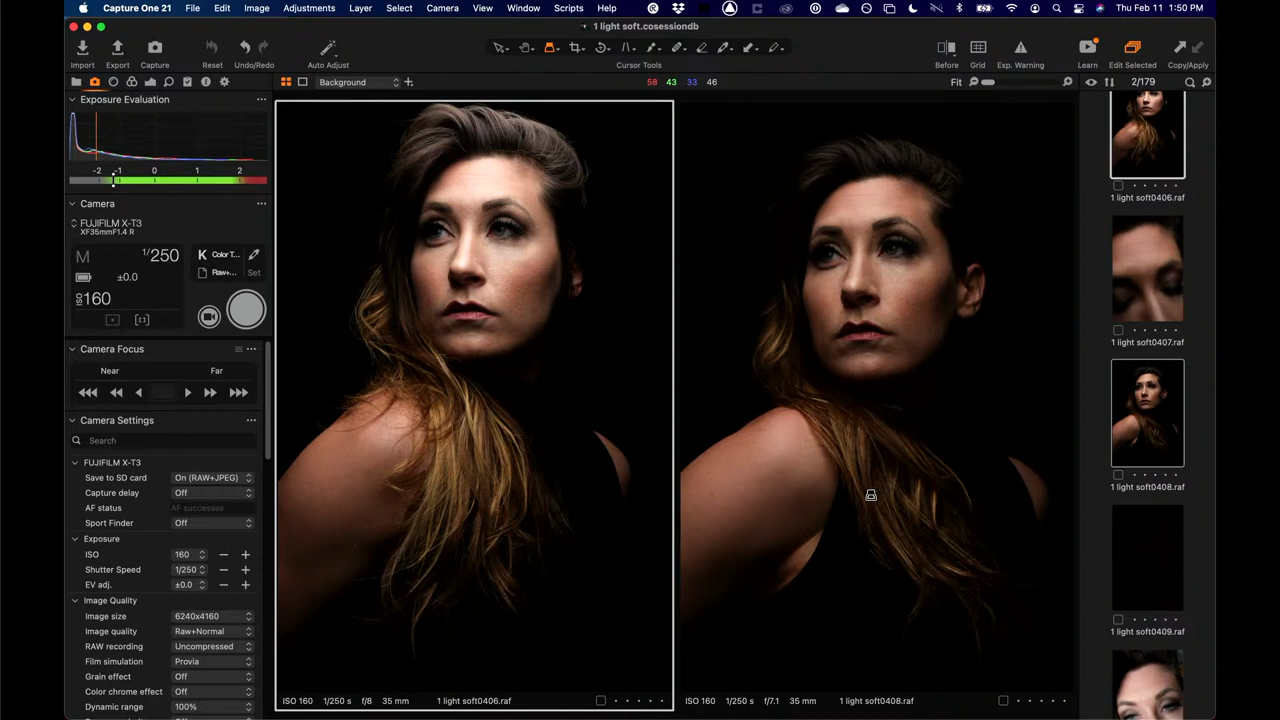 Capture One 21 File Edit Image Adjustments Layer Select Camera View Window Scripts Help Thu Feb 11 1:50 PM
1 light soft.cosessiondb
Import Export Capture Reset Undo/Redo Auto Adjust Cursor Tools Before Grid Exp. Warning Learn Edit Selected Copy/Apply
Background 58 43 33 46 Fit 2/179
Exposure Evaluation
-2 -1 0 1 2
Camera
FUJIFILM X-T3
XF35mmF1.4 R
M 1/250 K Color T...
±0.0 Raw+... Set
ISO 160
Camera Focus
Near Far
Camera Settings
Search
FUJIFILM X-T3
Save to SD card On (RAW+JPEG)
Capture delay Off
AF status AF successes
Sport Finder Off
Exposure
ISO 160
Shutter Speed 1/250
EV adj. ±0.0
Image Quality
Image size 6240x4160
Image quality Raw+Normal
RAW recording Uncompressed
Film simulation Provia
Grain effect Off
Color chrome effect Off
Dynamic range 100%
ISO 160 1/250 s f/8 35 mm 1 light soft0406.raf
ISO 160 1/250 s f/7.1 35 mm 1 light soft0408.raf
1 light soft0406.raf
1 light soft0407.raf
1 light soft0408.raf
1 light soft0409.raf